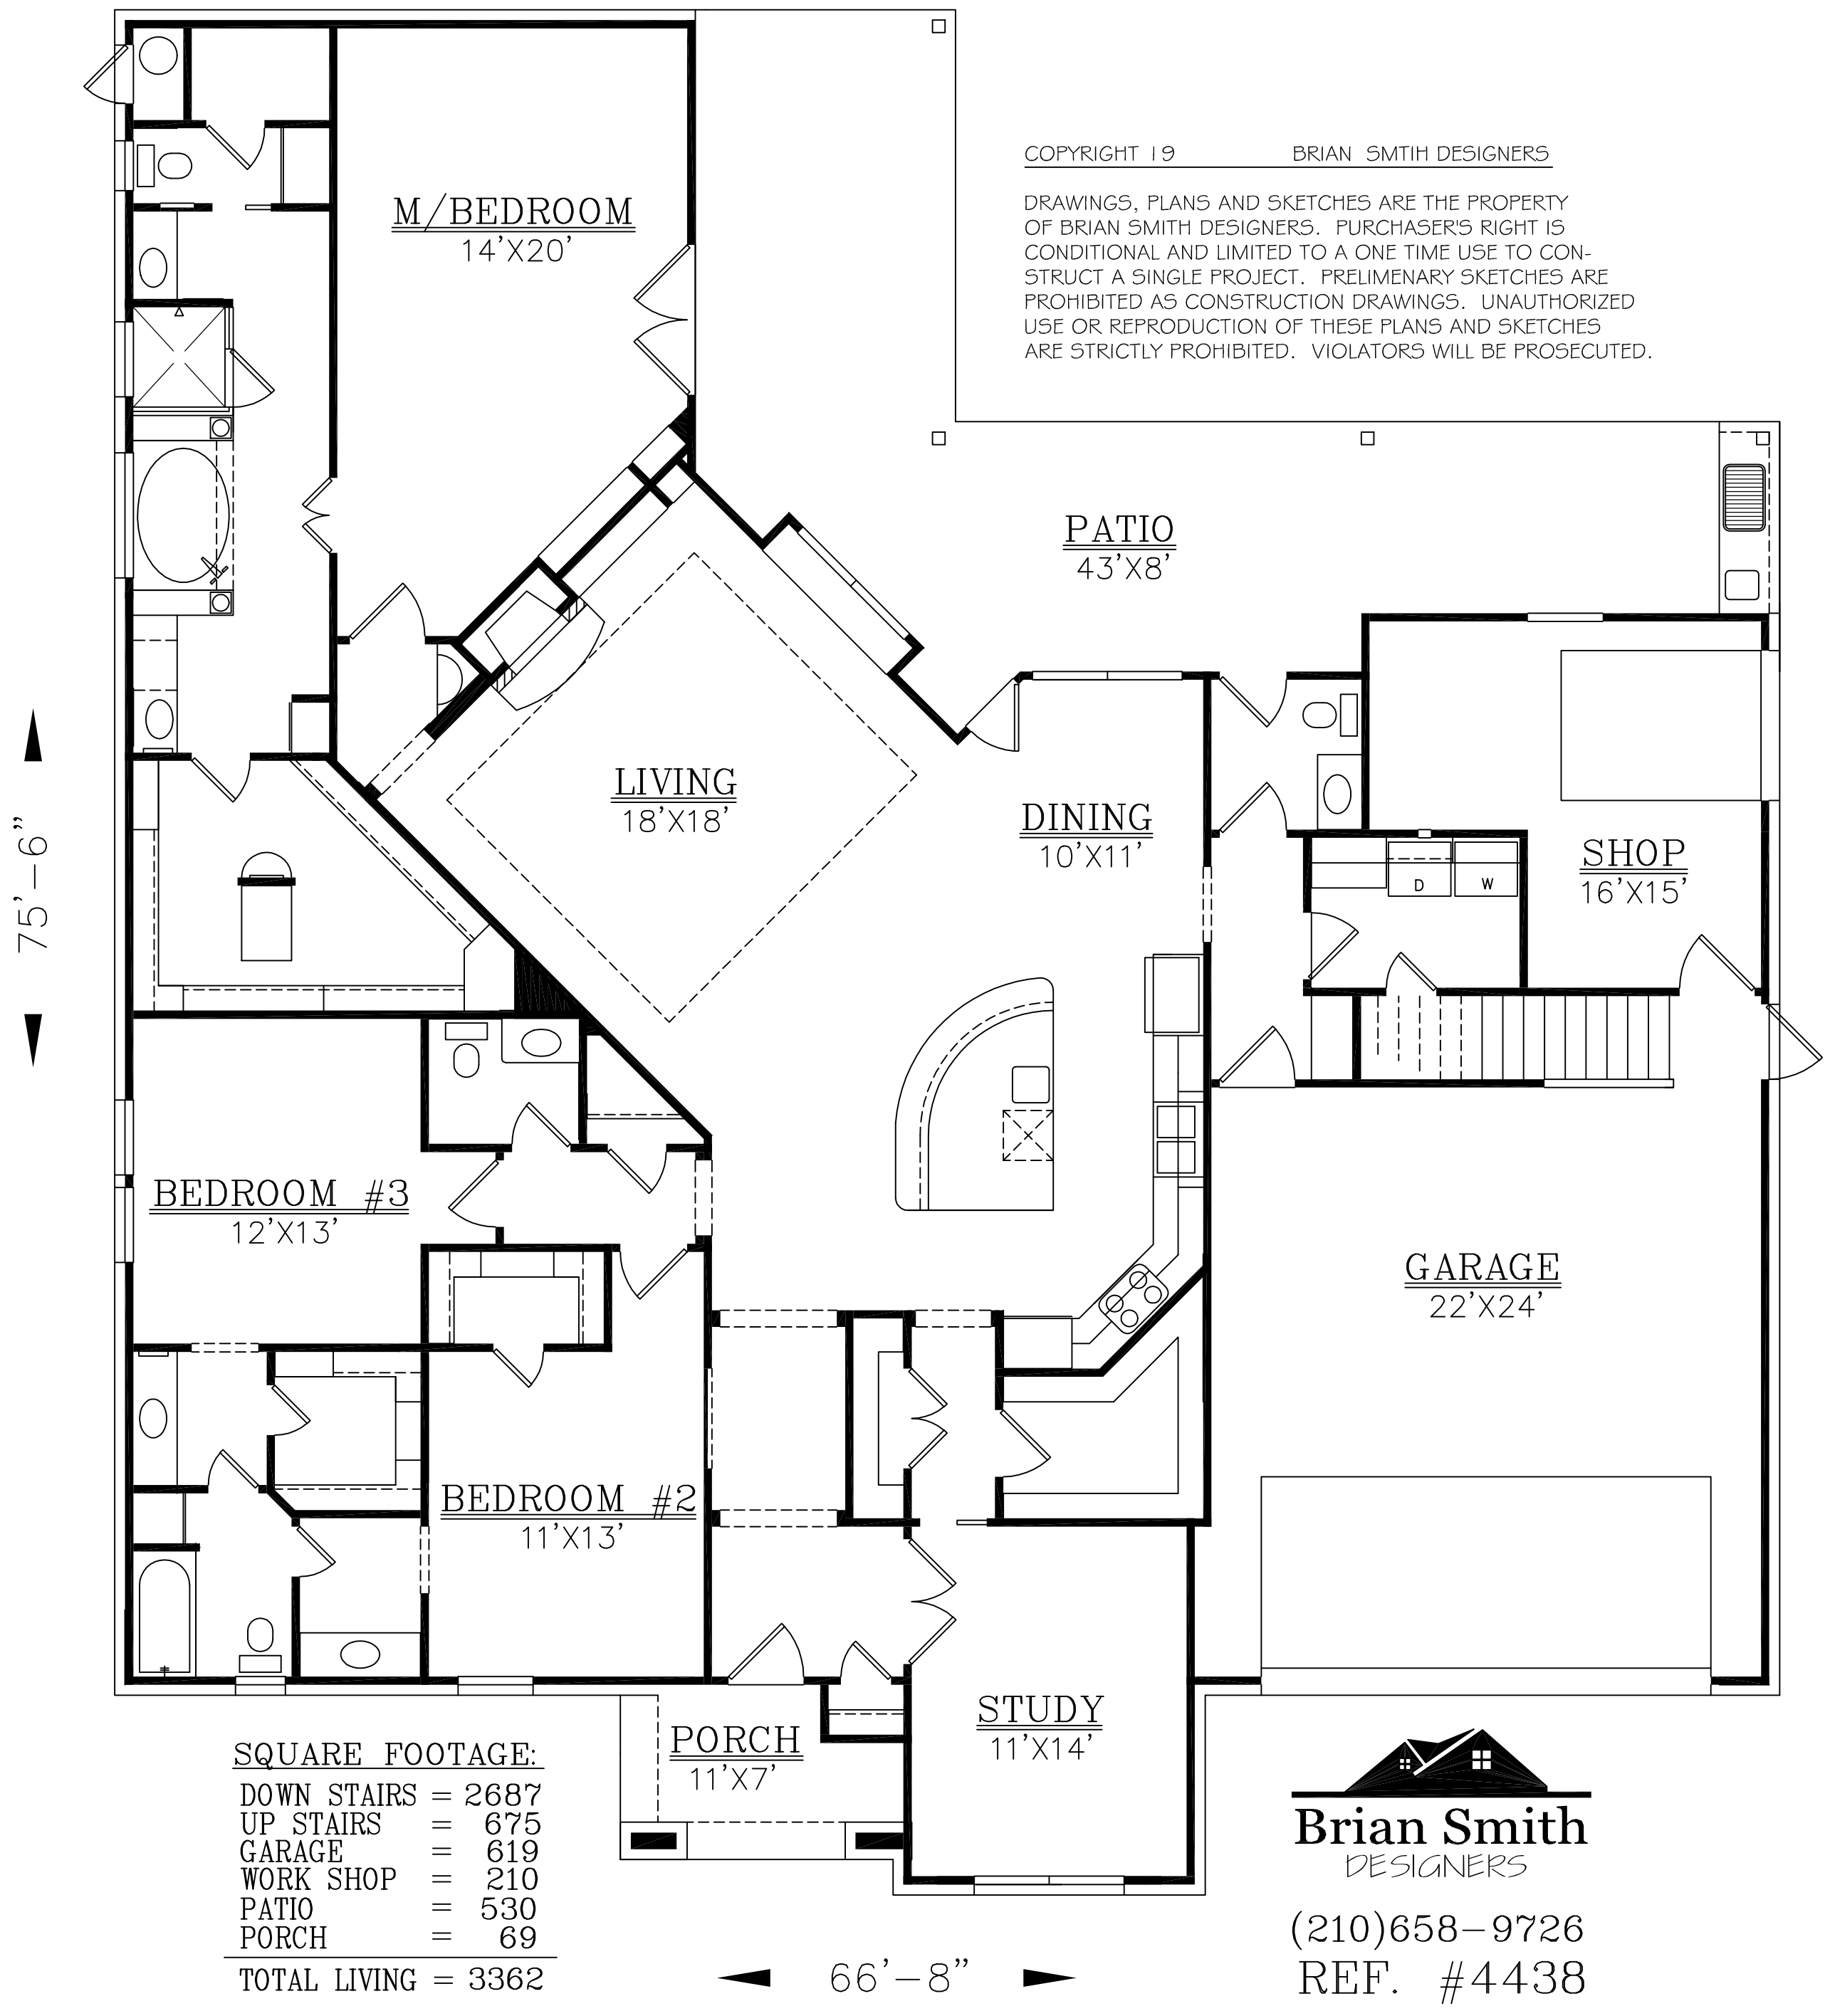 COPYRIGHT 19 BRIAN SMTIH DESIGNERS
DRAWINGS, PLANS AND SKETCHES ARE THE PROPERTY
OF BRIAN SMITH DESIGNERS. PURCHASER'S RIGHT IS
CONDITIONAL AND LIMITED TO A ONE TIME USE TO CON-
STRUCT A SINGLE PROJECT. PRELIMENARY SKETCHES ARE
PROHIBITED AS CONSTRUCTION DRAWINGS. UNAUTHORIZED
USE OR REPRODUCTION OF THESE PLANS AND SKETCHES
ARE STRICTLY PROHIBITED. VIOLATORS WILL BE PROSECUTED.
M/BEDROOM
14'X20'
PATIO
43'X8'
LIVING
18'X18'
DINING
10'X11'
SHOP
16'X15'
D W
75'-6"
BEDROOM #3
12'X13'
GARAGE
22'X24'
BEDROOM #2
11'X13'
STUDY
11'X14'
PORCH
11'X7'
SQUARE FOOTAGE:
DOWN STAIRS = 2687
UP STAIRS = 675
GARAGE = 619
WORK SHOP = 210
PATIO = 530
PORCH = 69
TOTAL LIVING = 3362
66'-8"
Brian Smith
DESIGNERS
(210)658-9726
REF. #4438